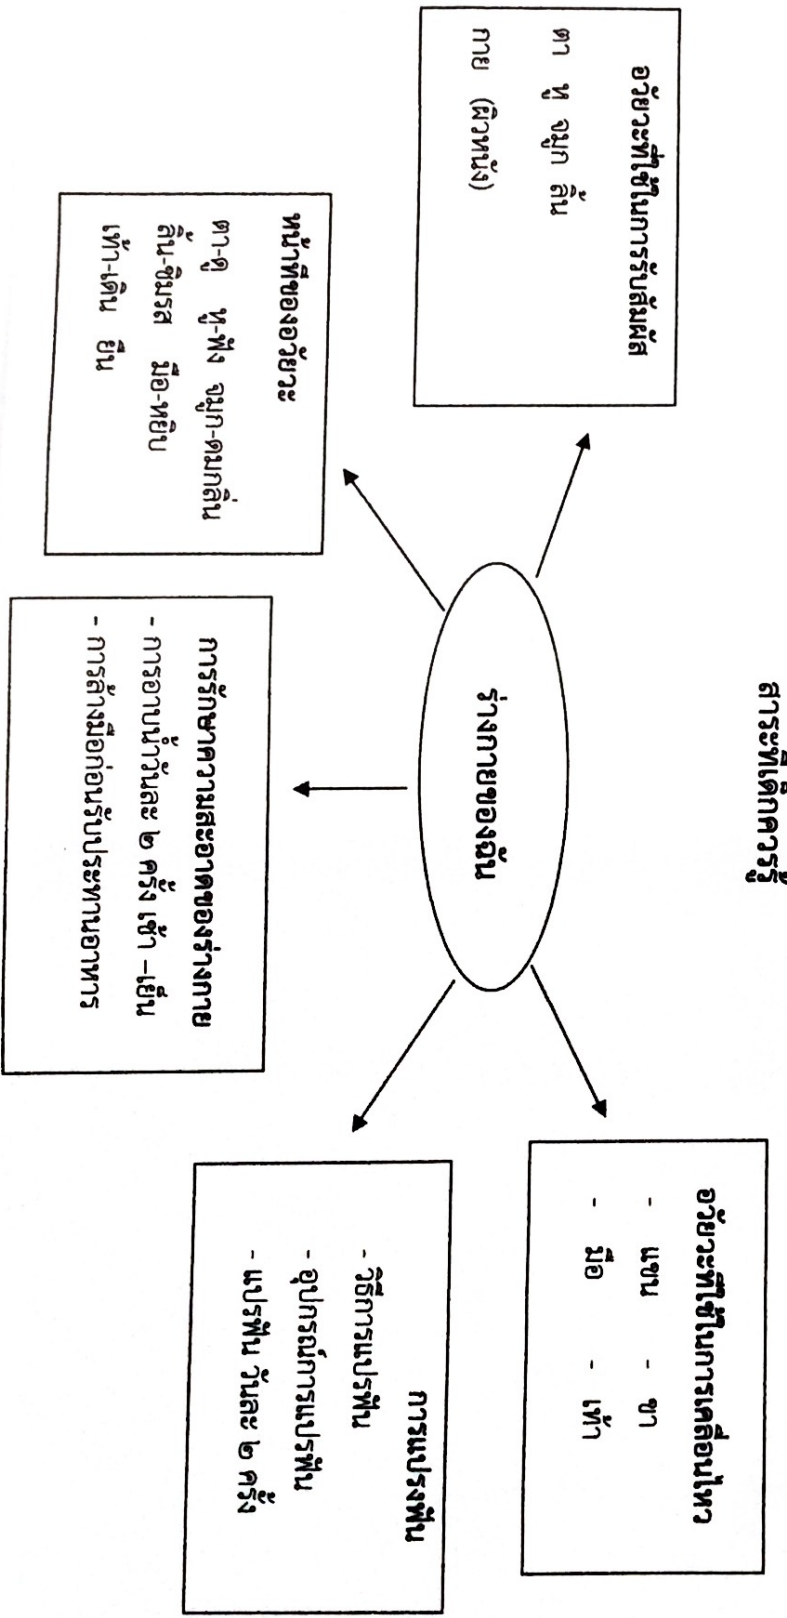 สาระที่เด็กควรรู้
อวัยวะที่ใช้ในการรับสัมผัส
ตา หู จมูก ลิ้น
กาย (ผิวหนัง)
อวัยวะที่ใช้ในการเคลื่อนไหว
- แขน - ขา
- มือ - เท้า
ร่างกายของฉัน
หน้าที่ของอวัยวะ
ตา-ดู หู-ฟัง จมูก-ดมกลิ่น
ลิ้น-ชิมรส มือ-หยิบ
เท้า-เดิน ยืน
การรักษาความสะอาดของร่างกาย
- การอาบน้ำวันละ ๒ ครั้ง เช้า –เย็น
- การล้างมือก่อนรับประทานอาหาร
การแปรงฟัน
- วิธีการแปรฟัน
- อุปกรณ์การแปรฟัน
- แปรฟัน วันละ ๒ ครั้ง